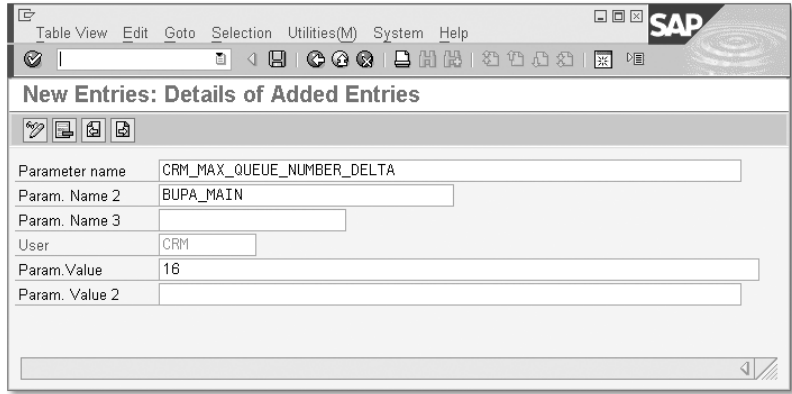 SAP
Table View Edit Goto Selection Utilities(M) System Help
New Entries: Details of Added Entries
Parameter name CRM_MAX_QUEUE_NUMBER_DELTA
Param. Name 2 BUPA_MAIN
Param. Name 3
User CRM
Param.Value 16
Param. Value 2